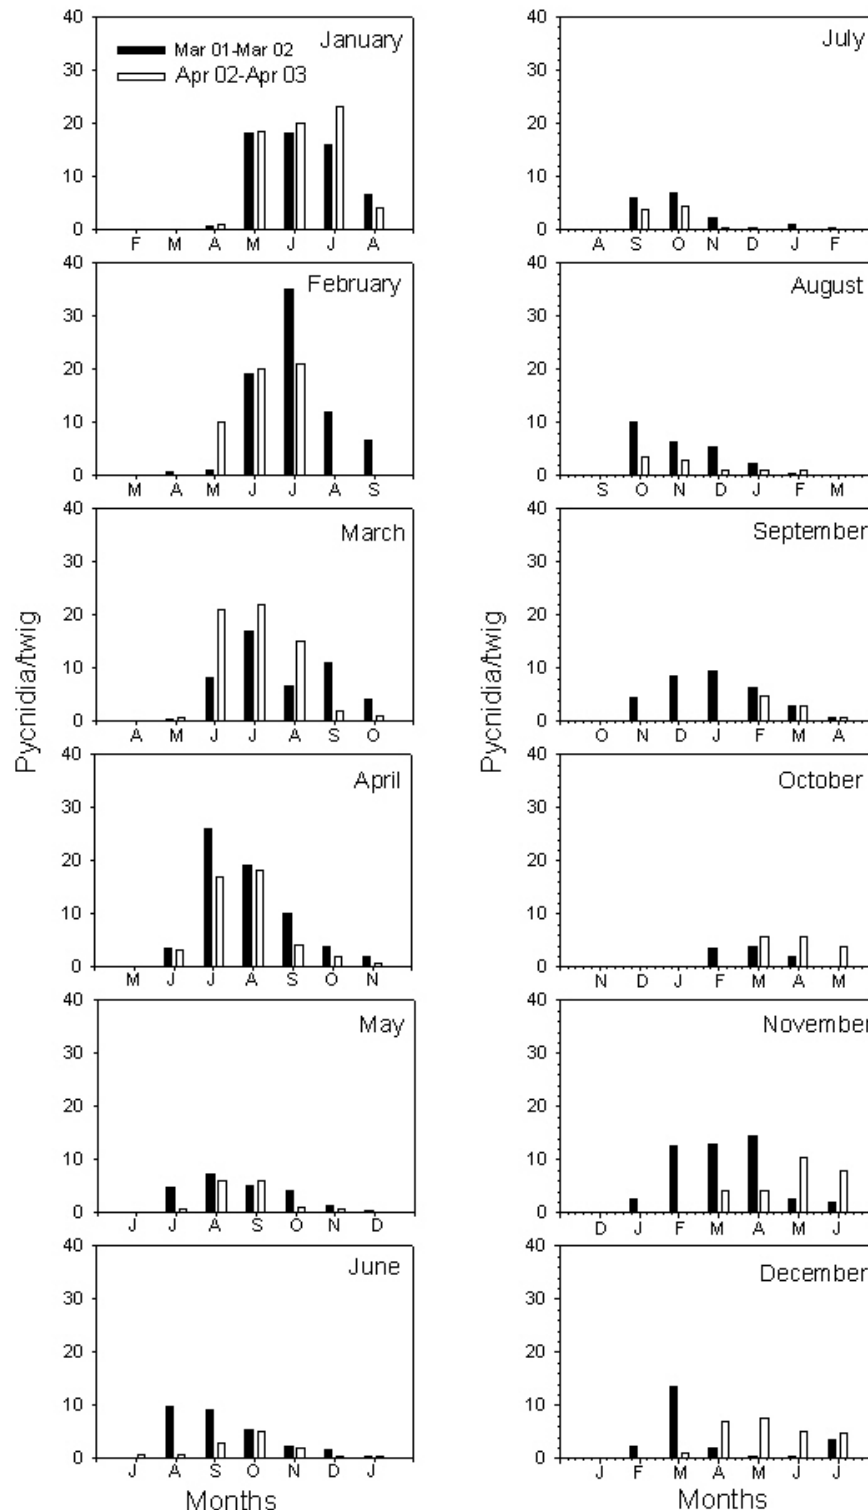 January
Mar 01-Mar 02
Apr 02-Apr 03
40
30
20
10
0
F M A M J J A
February
40
30
20
10
0
M A M J J A S
March
40
30
20
10
0
A M J J A S O
Pycnidia/twig
April
40
30
20
10
0
M J J A S O N
May
40
30
20
10
0
J J A S O N D
June
40
30
20
10
0
J A S O N D J
Months
July
40
30
20
10
0
A S O N D J F
August
40
30
20
10
0
S O N D J F M
September
40
30
20
10
0
O N D J F M A
Pycnidia/twig
October
40
30
20
10
0
N D J F M A M
November
40
30
20
10
0
D J F M A M J
December
40
30
20
10
0
J F M A M J J
Months